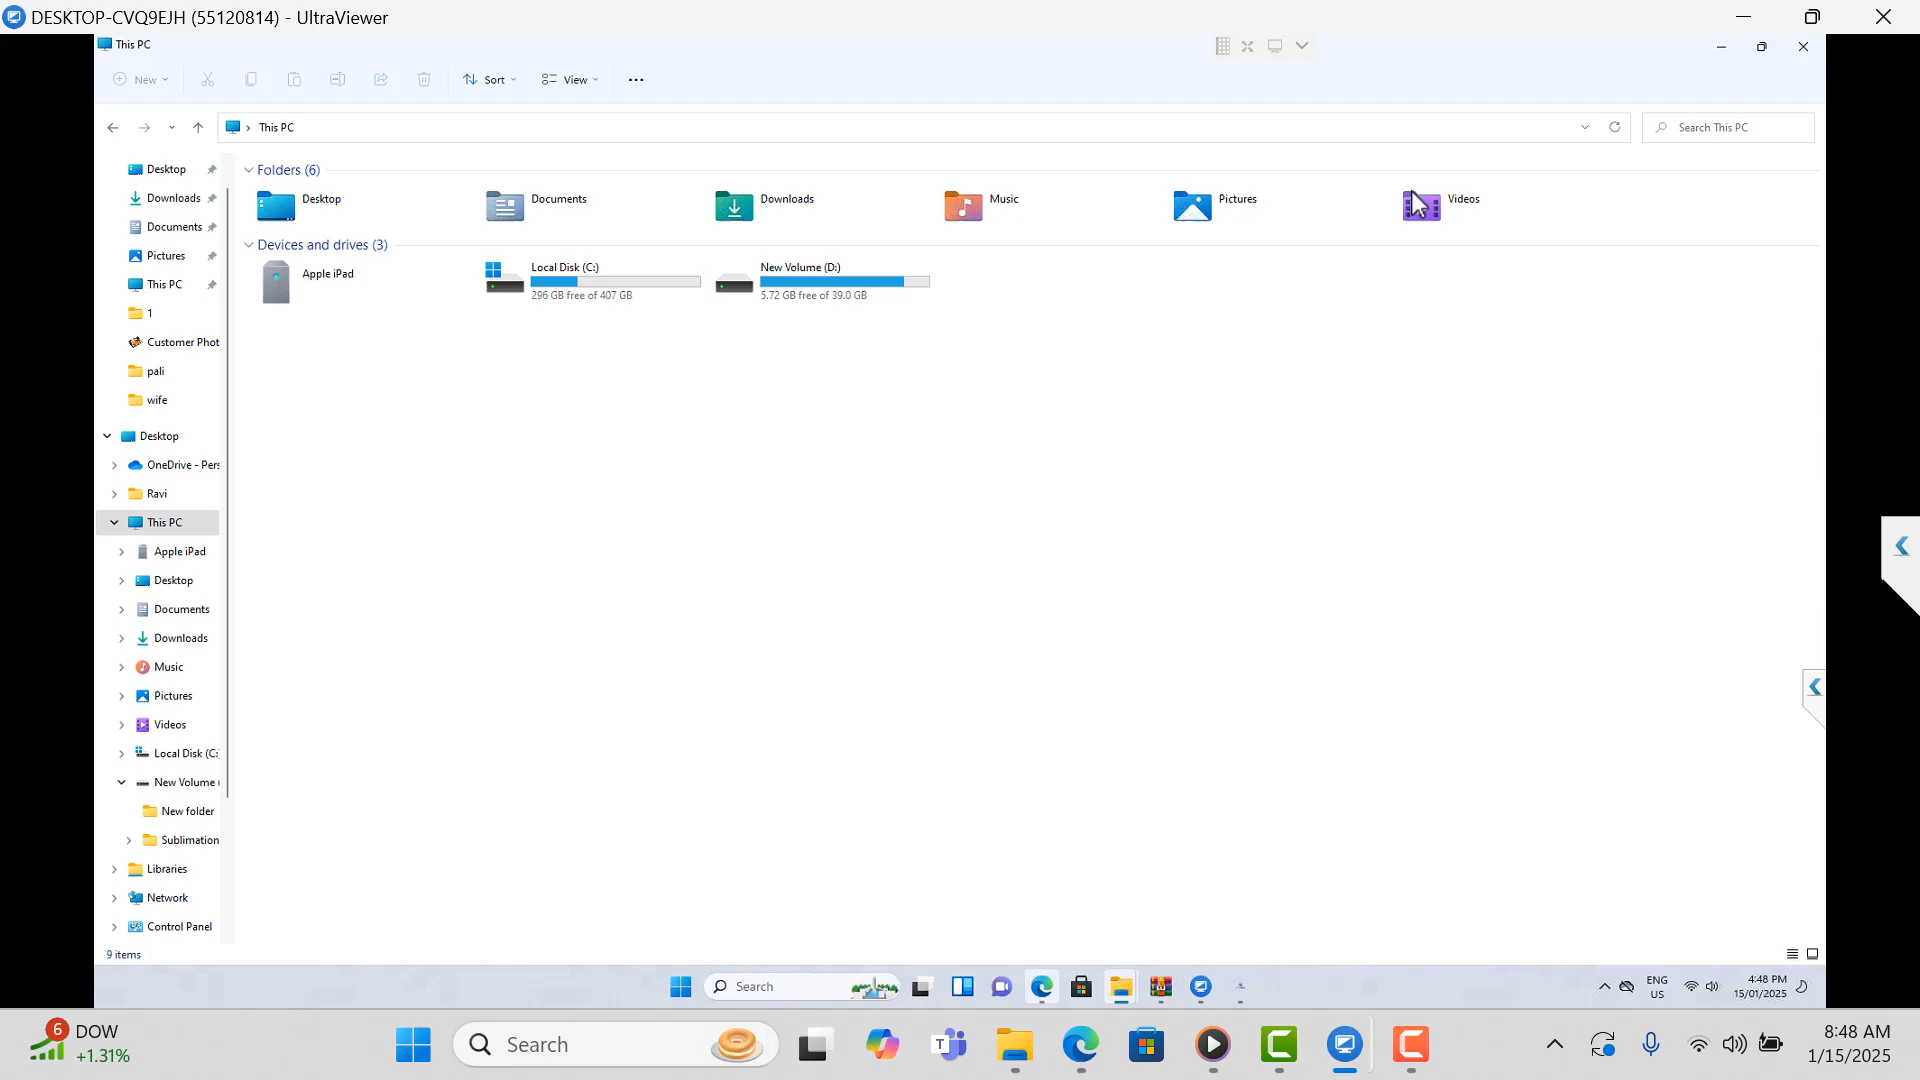 DESKTOP-CVQ9EJH (55120814) - UltraViewer
This PC
New
Sort
View
This PC
Search This PC
Desktop
Downloads
Documents
Pictures
This PC
1
Customer Phot
pali
wife
Desktop
OneDrive - Pers
Ravi
This PC
Apple iPad
Desktop
Documents
Downloads
Music
Pictures
Videos
Local Disk (C:
New Volume (
New folder
Sublimation
Libraries
Network
Control Panel
Folders (6)
Desktop
Documents
Downloads
Music
Pictures
Videos
Devices and drives (3)
Apple iPad
Local Disk (C:)
296 GB free of 407 GB
New Volume (D:)
5.72 GB free of 39.0 GB
9 items
Search
ENG
US
4:48 PM
15/01/2025
6
DOW
+1.31%
Search
8:48 AM
1/15/2025